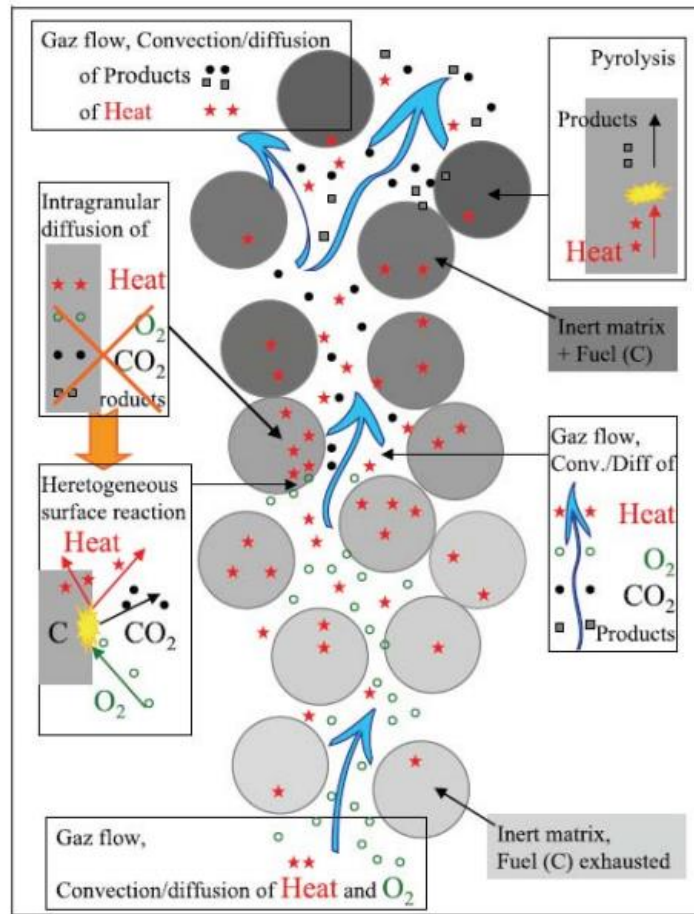 Gaz flow, Convection/diffusion
of Products
of Heat
Pyrolysis
Products
Heat
Intragranular
diffusion of
Heat
O₂
CO₂
Products
Inert matrix
+ Fuel (C)
Gaz flow,
Conv./Diff of
Heat
O₂
CO₂
Products
Heretogeneous
surface reaction
Heat
C
CO₂
O₂
Gaz flow,
Convection/diffusion of Heat and O₂
Inert matrix,
Fuel (C) exhausted